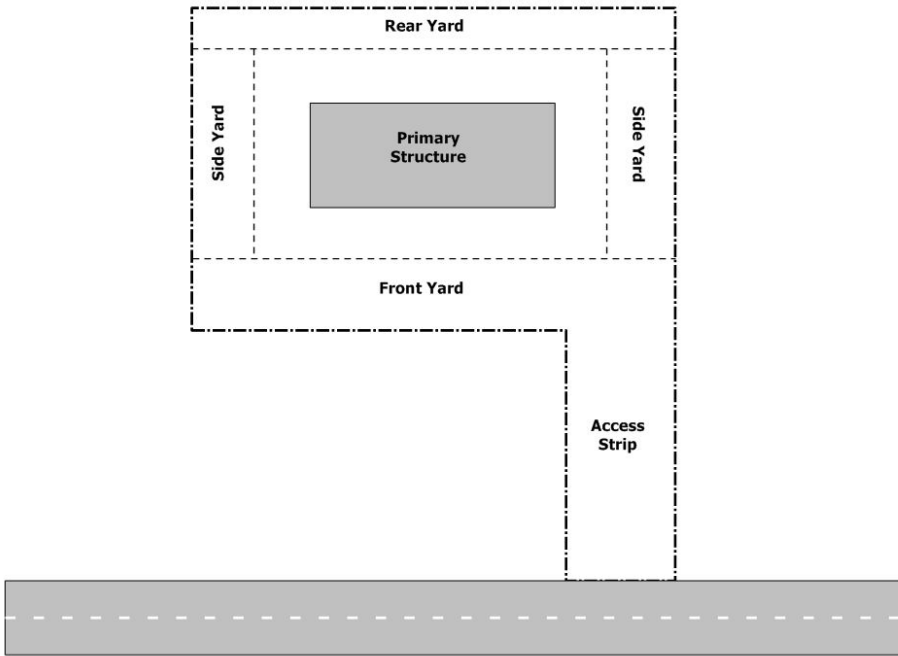 Rear Yard
Side Yard
Primary
Structure
Side Yard
Front Yard
Access
Strip